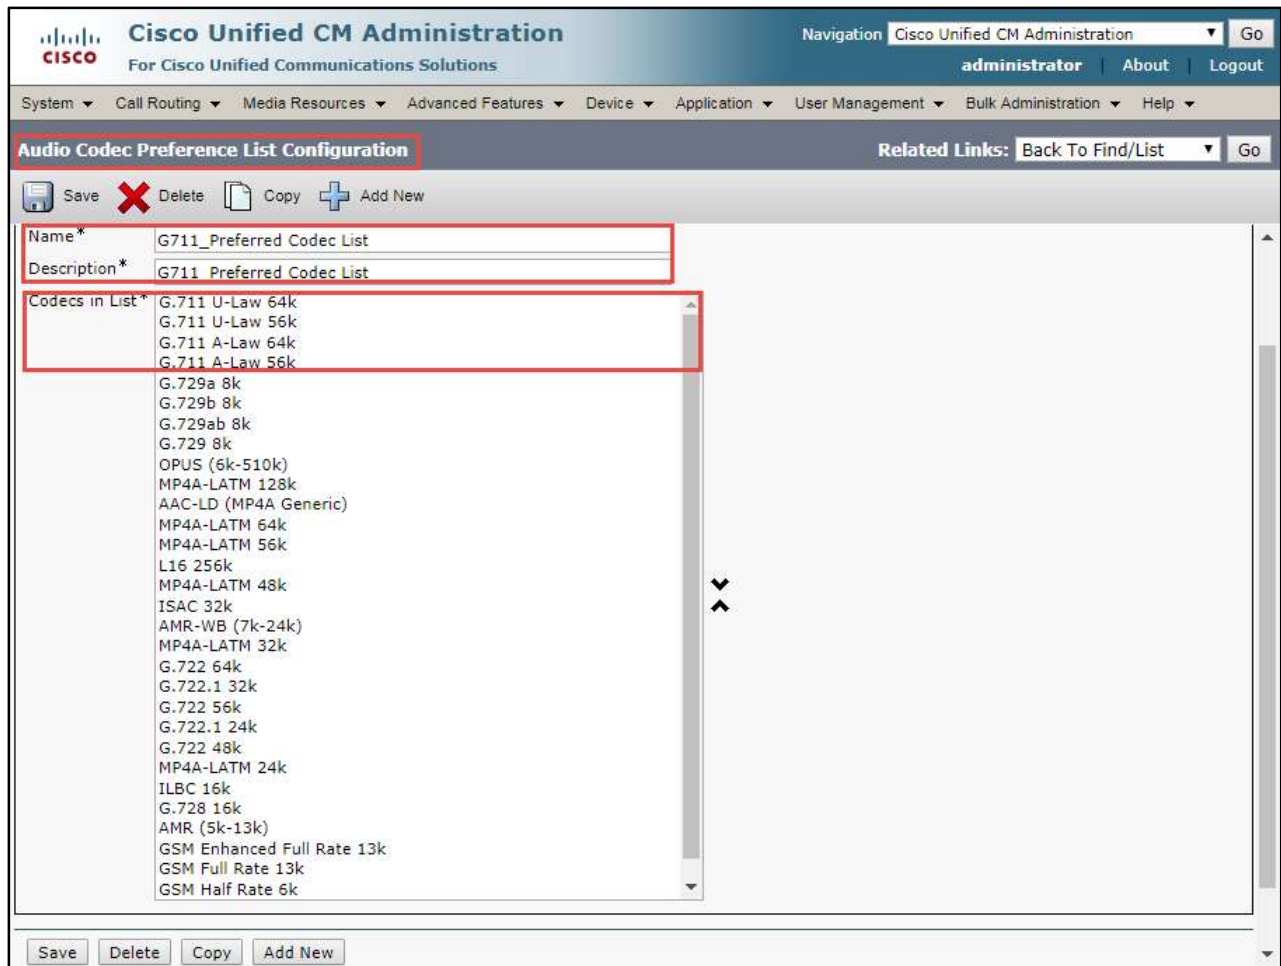 Cisco Unified CM Administration
Navigation Cisco Unified CM Administration Go
CISCO
For Cisco Unified Communications Solutions
administrator | About | Logout
System Call Routing Media Resources Advanced Features Device Application User Management Bulk Administration Help
Audio Codec Preference List Configuration
Related Links: Back To Find/List Go
Save Delete Copy Add New
Name* G711_Preferred Codec List
Description* G711 Preferred Codec List
Codecs in List* G.711 U-Law 64k
G.711 U-Law 56k
G.711 A-Law 64k
G.711 A-Law 56k
G.729a 8k
G.729b 8k
G.729ab 8k
G.729 8k
OPUS (6k-510k)
MP4A-LATM 128k
AAC-LD (MP4A Generic)
MP4A-LATM 64k
MP4A-LATM 56k
L16 256k
MP4A-LATM 48k
ISAC 32k
AMR-WB (7k-24k)
MP4A-LATM 32k
G.722 64k
G.722.1 32k
G.722 56k
G.722.1 24k
G.722 48k
MP4A-LATM 24k
ILBC 16k
G.728 16k
AMR (5k-13k)
GSM Enhanced Full Rate 13k
GSM Full Rate 13k
GSM Half Rate 6k
Save Delete Copy Add New